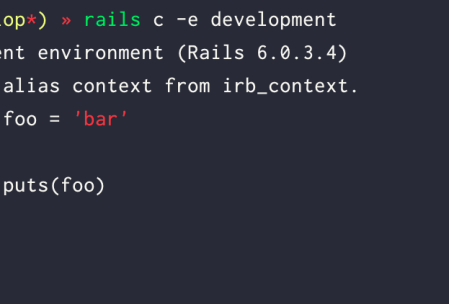 op*) » rails c -e development
ent environment (Rails 6.0.3.4)
alias context from irb_context.
foo = 'bar'
puts(foo)